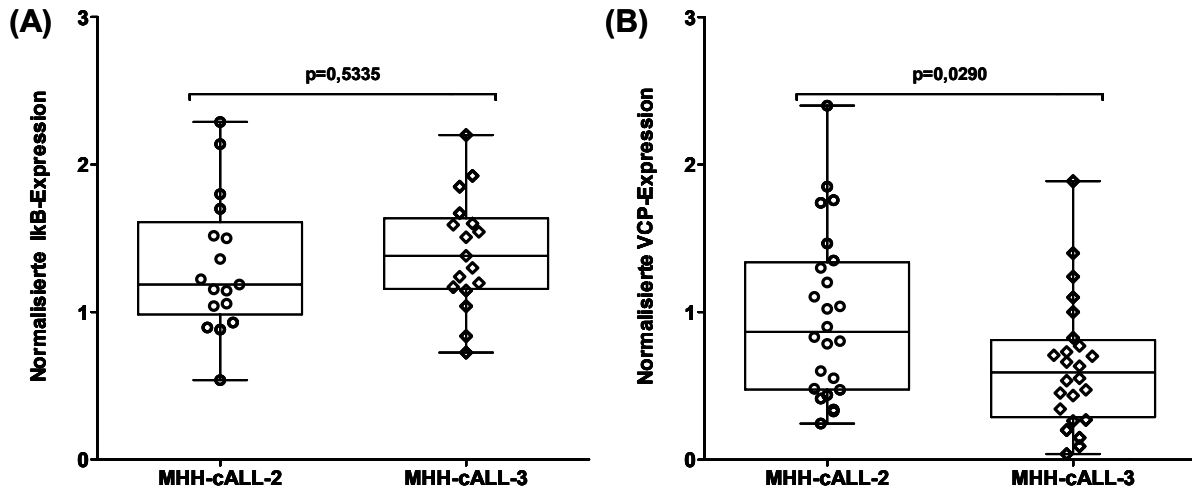 (A)
Normalisierte IkB-Expression
3
2
1
0
p=0,5335
MHH-cALL-2
MHH-cALL-3
(B)
Normalisierte VCP-Expression
3
2
1
0
p=0,0290
MHH-cALL-2
MHH-cALL-3